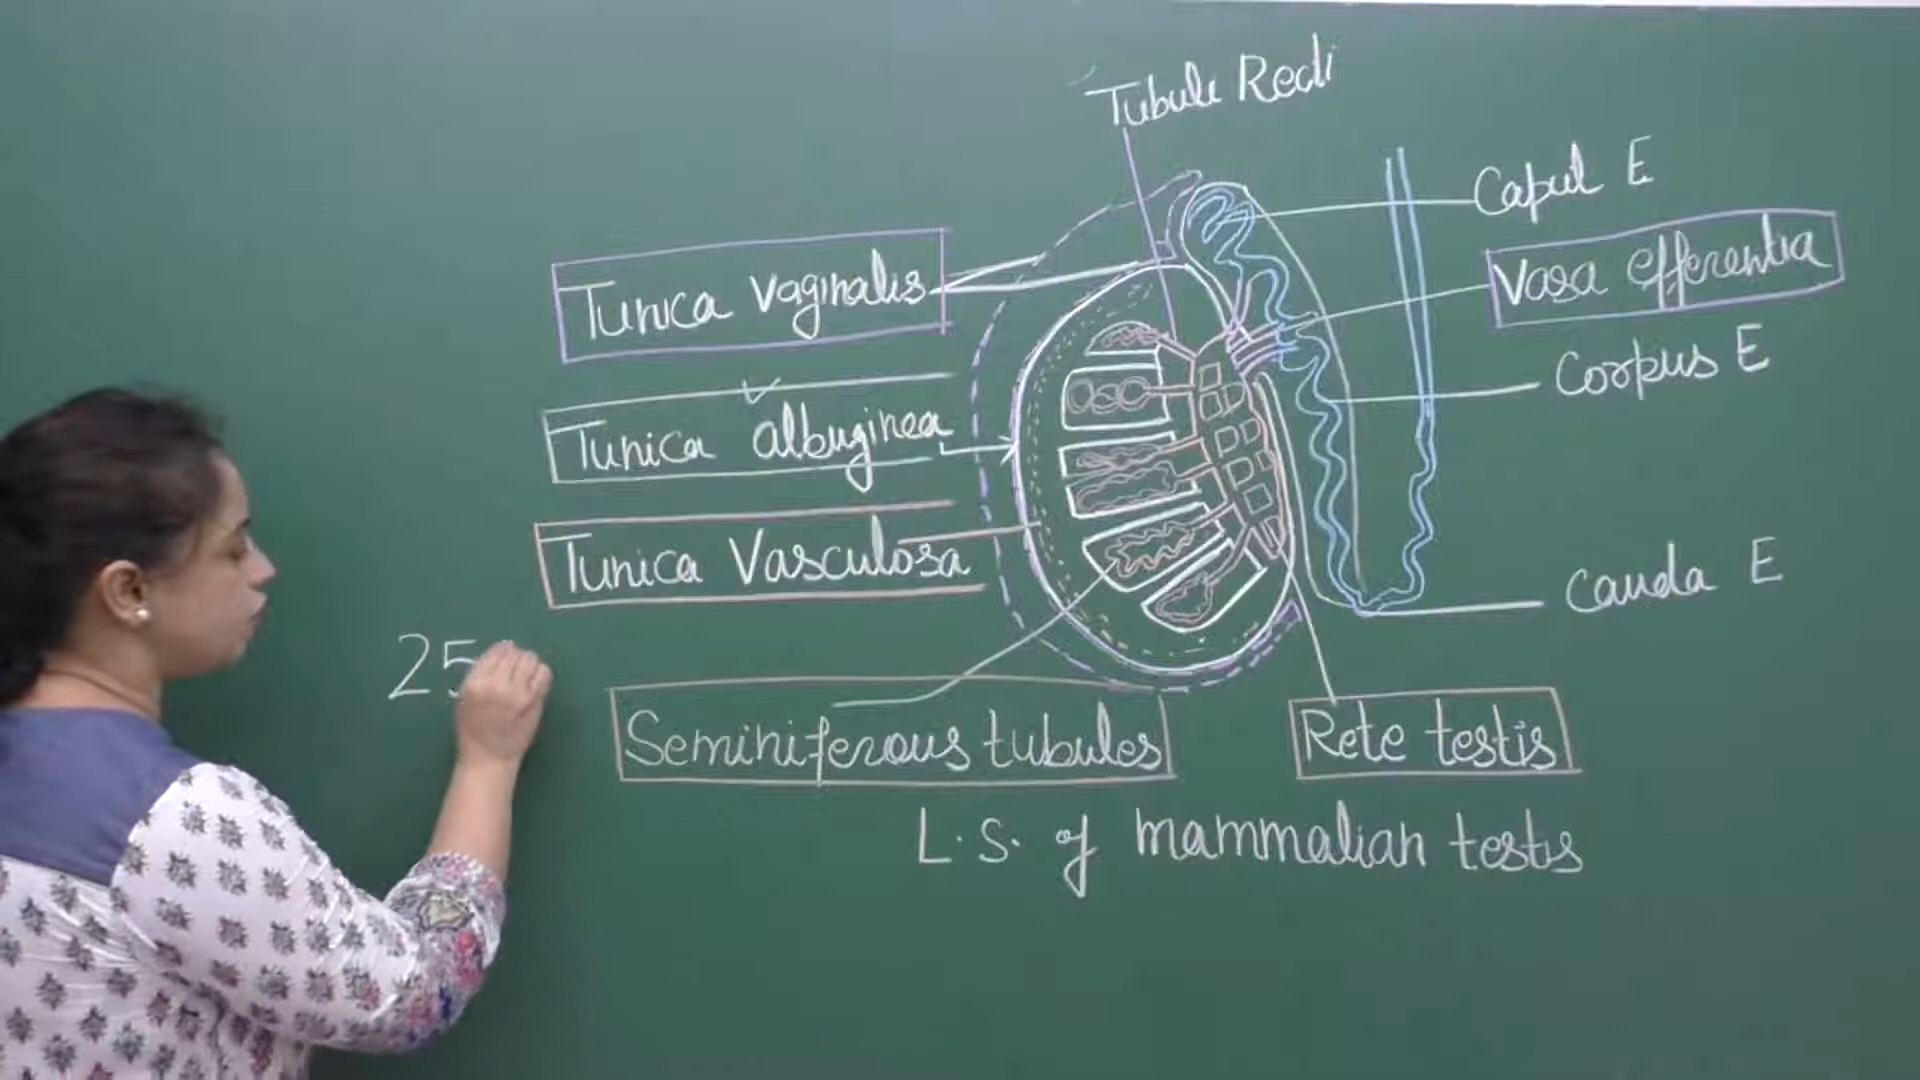 Tubuli Recti
Caput E
Tunica vaginalis
Vasa efferentia
Corpus E
Tunica albuginea
Tunica Vasculosa
Cauda E
25
Seminiferous tubules
Rete testis
L.S. of mammalian testis